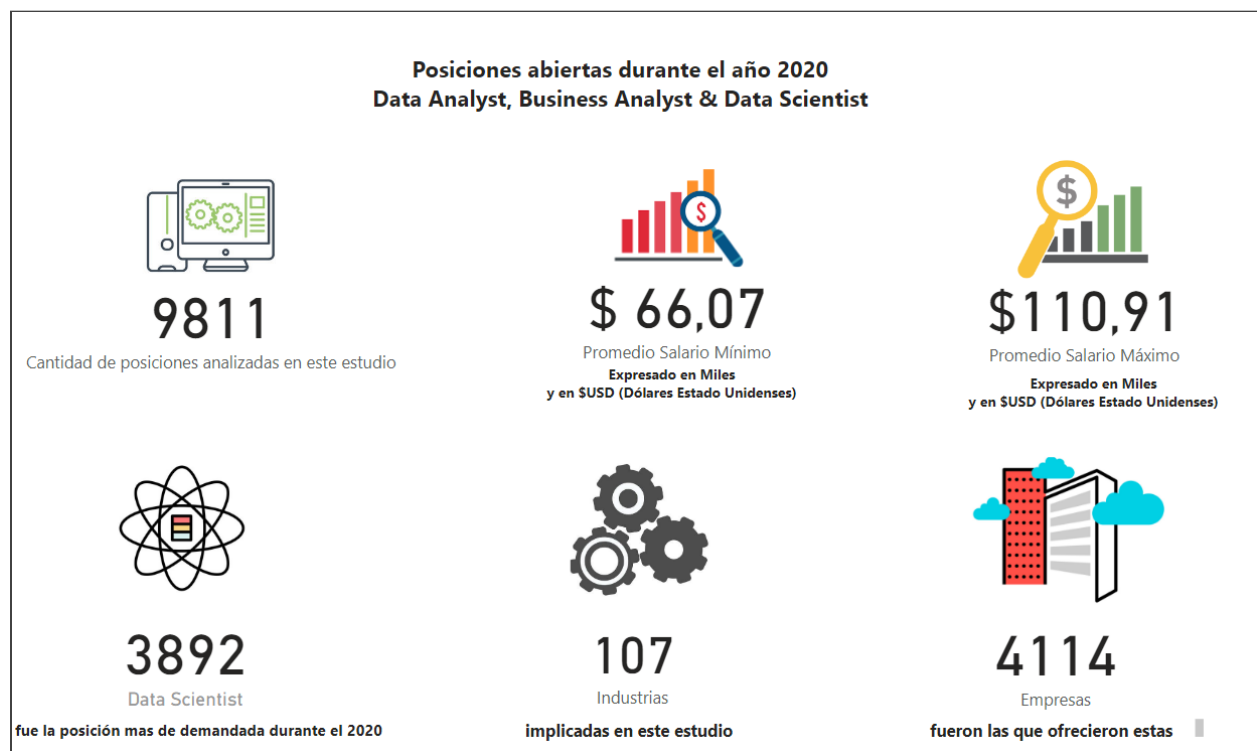 Posiciones abiertas durante el año 2020
Data Analyst, Business Analyst & Data Scientist
9811
Cantidad de posiciones analizadas en este estudio
$
$ 66,07
Promedio Salario Mínimo
Expresado en Miles
y en $USD (Dólares Estado Unidenses)
$
$110,91
Promedio Salario Máximo
Expresado en Miles
y en $USD (Dólares Estado Unidenses)
3892
Data Scientist
fue la posición mas de demandada durante el 2020
107
Industrias
implicadas en este estudio
4114
Empresas
fueron las que ofrecieron estas